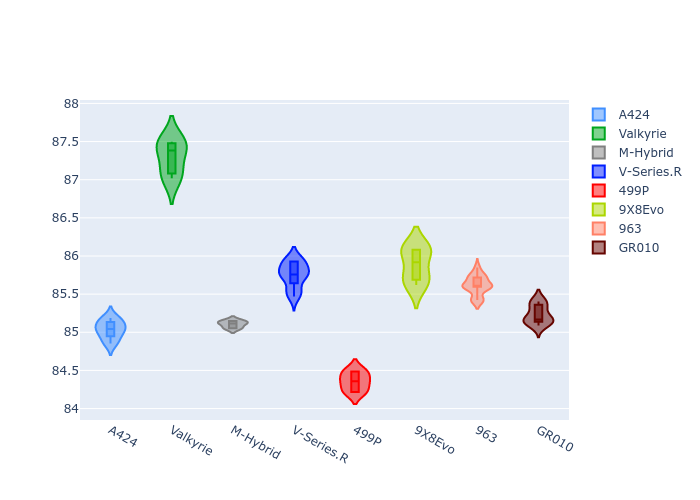 88
87.5
87
86.5
86
85.5
85
84.5
84
A424
Valkyrie
M-Hybrid
V-Series.R
499P
9X8Evo
963
GR010
A424
Valkyrie
M-Hybrid
V-Series.R
499P
9X8Evo
963
GR010